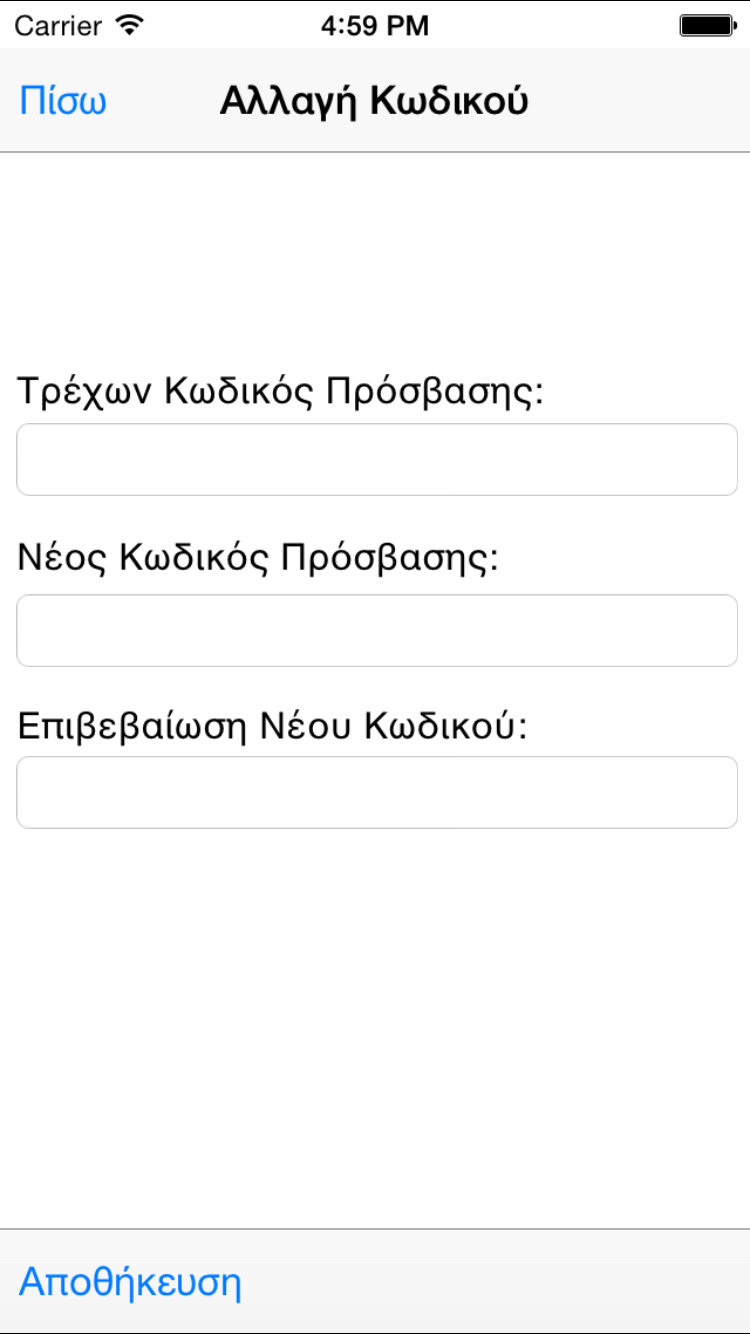 Carrier 4:59 PM
Πίσω Αλλαγή Κωδικού
Τρέχων Κωδικός Πρόσβασης:
Νέος Κωδικός Πρόσβασης:
Επιβεβαίωση Νέου Κωδικού:
Αποθήκευση